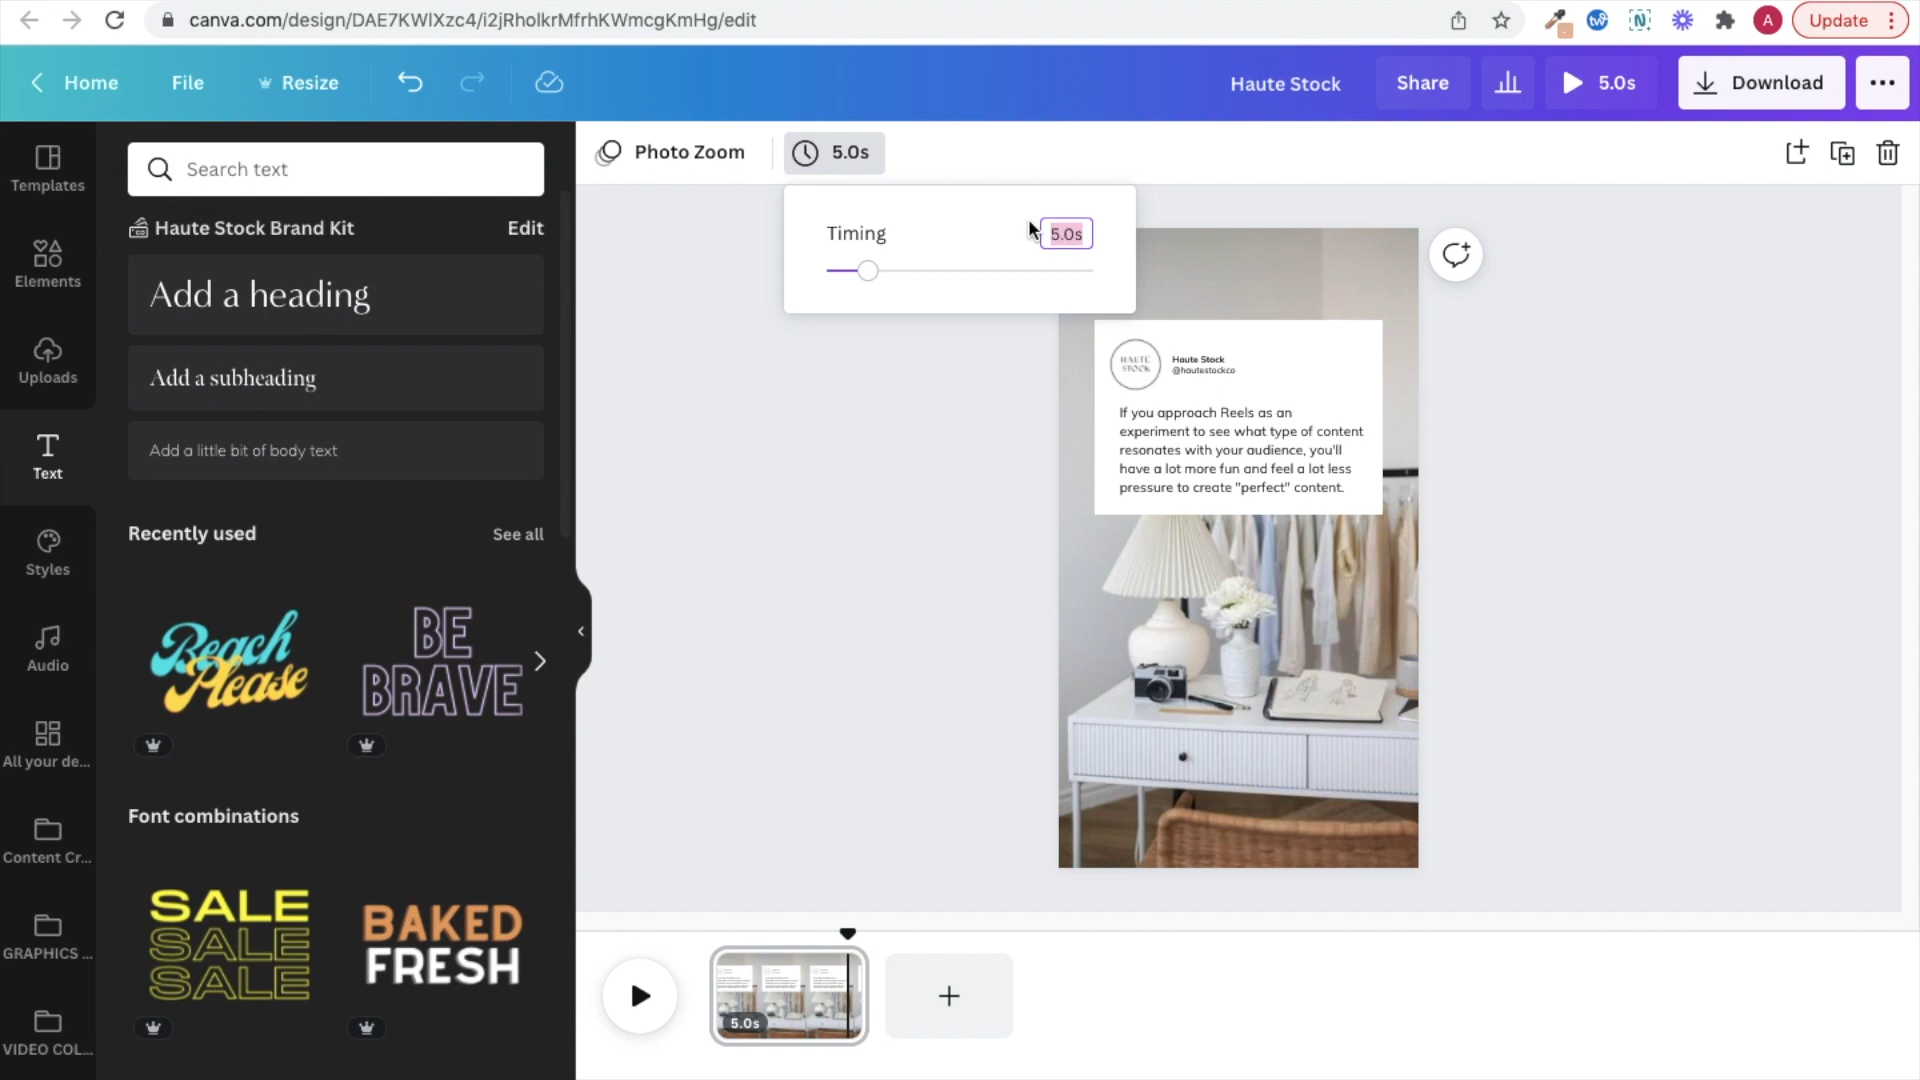 canva.com/design/DAE7KWlXzc4/i2jRholkrMfrhKWmcgKmHg/edit
A
Update
Home
File
Resize
Haute Stock
Share
5.0s
Download
Templates
Elements
Uploads
Text
Styles
Audio
All your de...
Content Cr...
GRAPHICS ...
VIDEO COL...
Search text
Haute Stock Brand Kit
Edit
Add a heading
Add a subheading
Add a little bit of body text
Recently used
See all
Beach
Please
BE
BRAVE
Font combinations
SALE
SALE
SALE
BAKED
FRESH
Photo Zoom
5.0s
Timing
5.0s
HAUTE
STOCK
Haute Stock
@hautestockco
If you approach Reels as an
experiment to see what type of content
resonates with your audience, you'll
have a lot more fun and feel a lot less
pressure to create "perfect" content.
5.0s